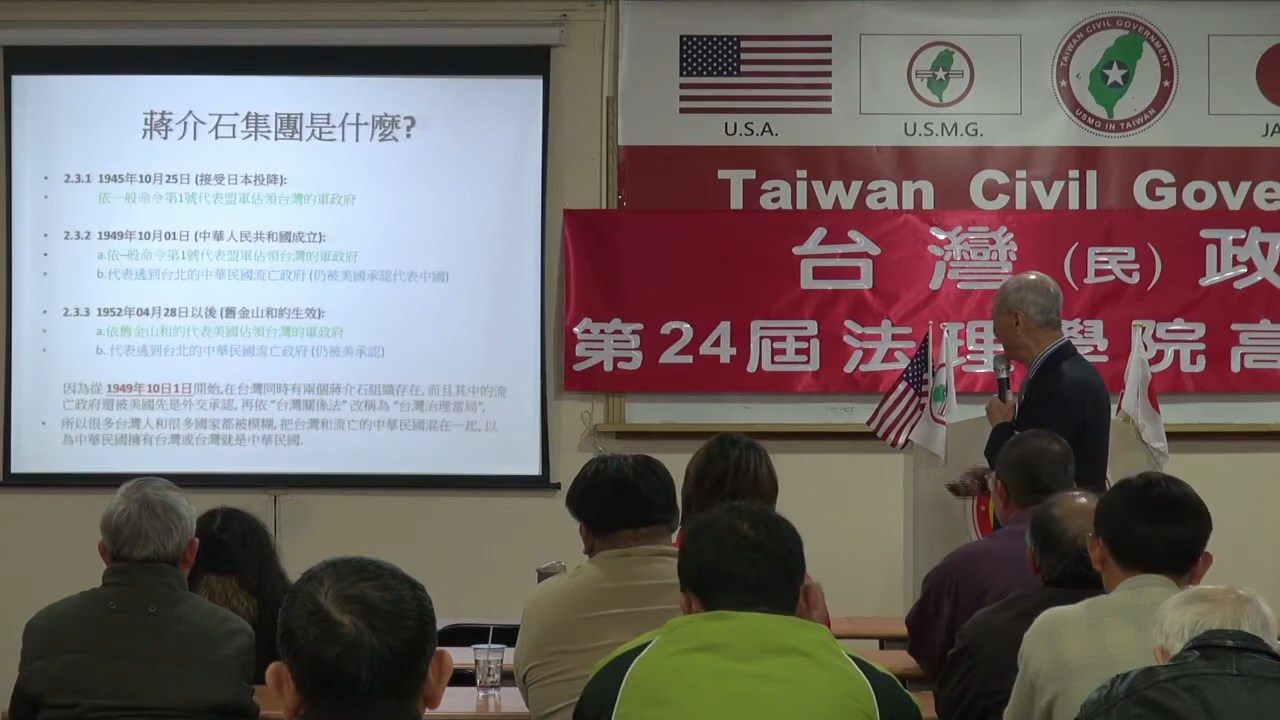 蔣介石集團是什麼?
• 2.3.1 1945年10月25日 (接受日本投降):
• 依一般命令第1號代表盟軍佔領台灣的軍政府
• 2.3.2 1949年10月01日 (中華人民共和國成立):
• a.依一般命令第1號代表盟軍佔領台灣的軍政府
• b.代表逃到台北的中華民國流亡政府 (仍被美國承認代表中國)
• 2.3.3 1952年04月28日以後 (舊金山和約生效):
• a.依舊金山和約代表美國佔領台灣的軍政府
• b. 代表逃到台北的中華民國流亡政府 (仍被美承認)
因為從 1949年10月1日開始,在台灣同時有兩個蔣介石組織存在, 而且其中的流
亡政府還被美國先是外交承認, 再依 “台灣關係法” 改稱為 “台灣治理當局”,
• 所以很多台灣人和很多國家都被模糊, 把台灣和流亡的中華民國混在一起, 以
為中華民國擁有台灣或台灣就是中華民國.
U.S.A.
U.S.M.G.
TAIWAN CIVIL GOVERNMENT
USMG IN TAIWAN
JA
Taiwan Civil Gove
台灣(民)政
第24屆法理學院高